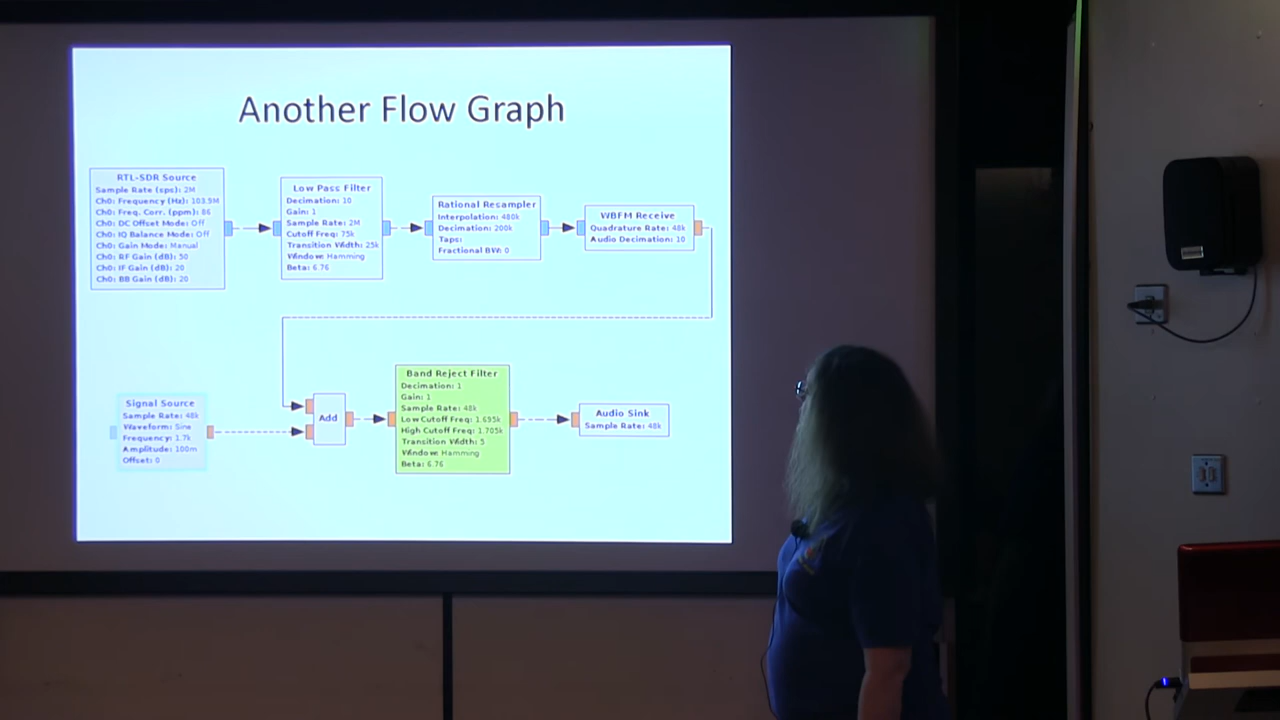 Another Flow Graph
RTL-SDR Source
Sample Rate (sps): 2M
Ch0: Frequency (Hz): 103.5M
Ch0: Freq. Corr. (ppm): 86
Ch0: DC Offset Mode: Off
Ch0: IQ Balance Mode: Off
Ch0: Gain Mode: Manual
Ch0: RF Gain (dB): 50
Ch0: IF Gain (dB): 20
Ch0: BB Gain (dB): 20
Low Pass Filter
Decimation: 10
Gain: 1
Sample Rate: 2M
Cutoff Freq: 75k
Transition Width: 25k
Window: Hamming
Beta: 6.76
Rational Resampler
Interpolation: 480k
Decimation: 200k
Taps:
Fractional BW: 0
WBFM Receive
Quadrature Rate: 48k
Audio Decimation: 10
Signal Source
Sample Rate: 48k
Waveform: Sine
Frequency: 1.7k
Amplitude: 100m
Offset: 0
Add
Band Reject Filter
Decimation: 1
Gain: 1
Sample Rate: 48k
Low Cutoff Freq: 1.695k
High Cutoff Freq: 1.705k
Transition Width: 5
Window: Hamming
Beta: 6.76
Audio Sink
Sample Rate: 48k